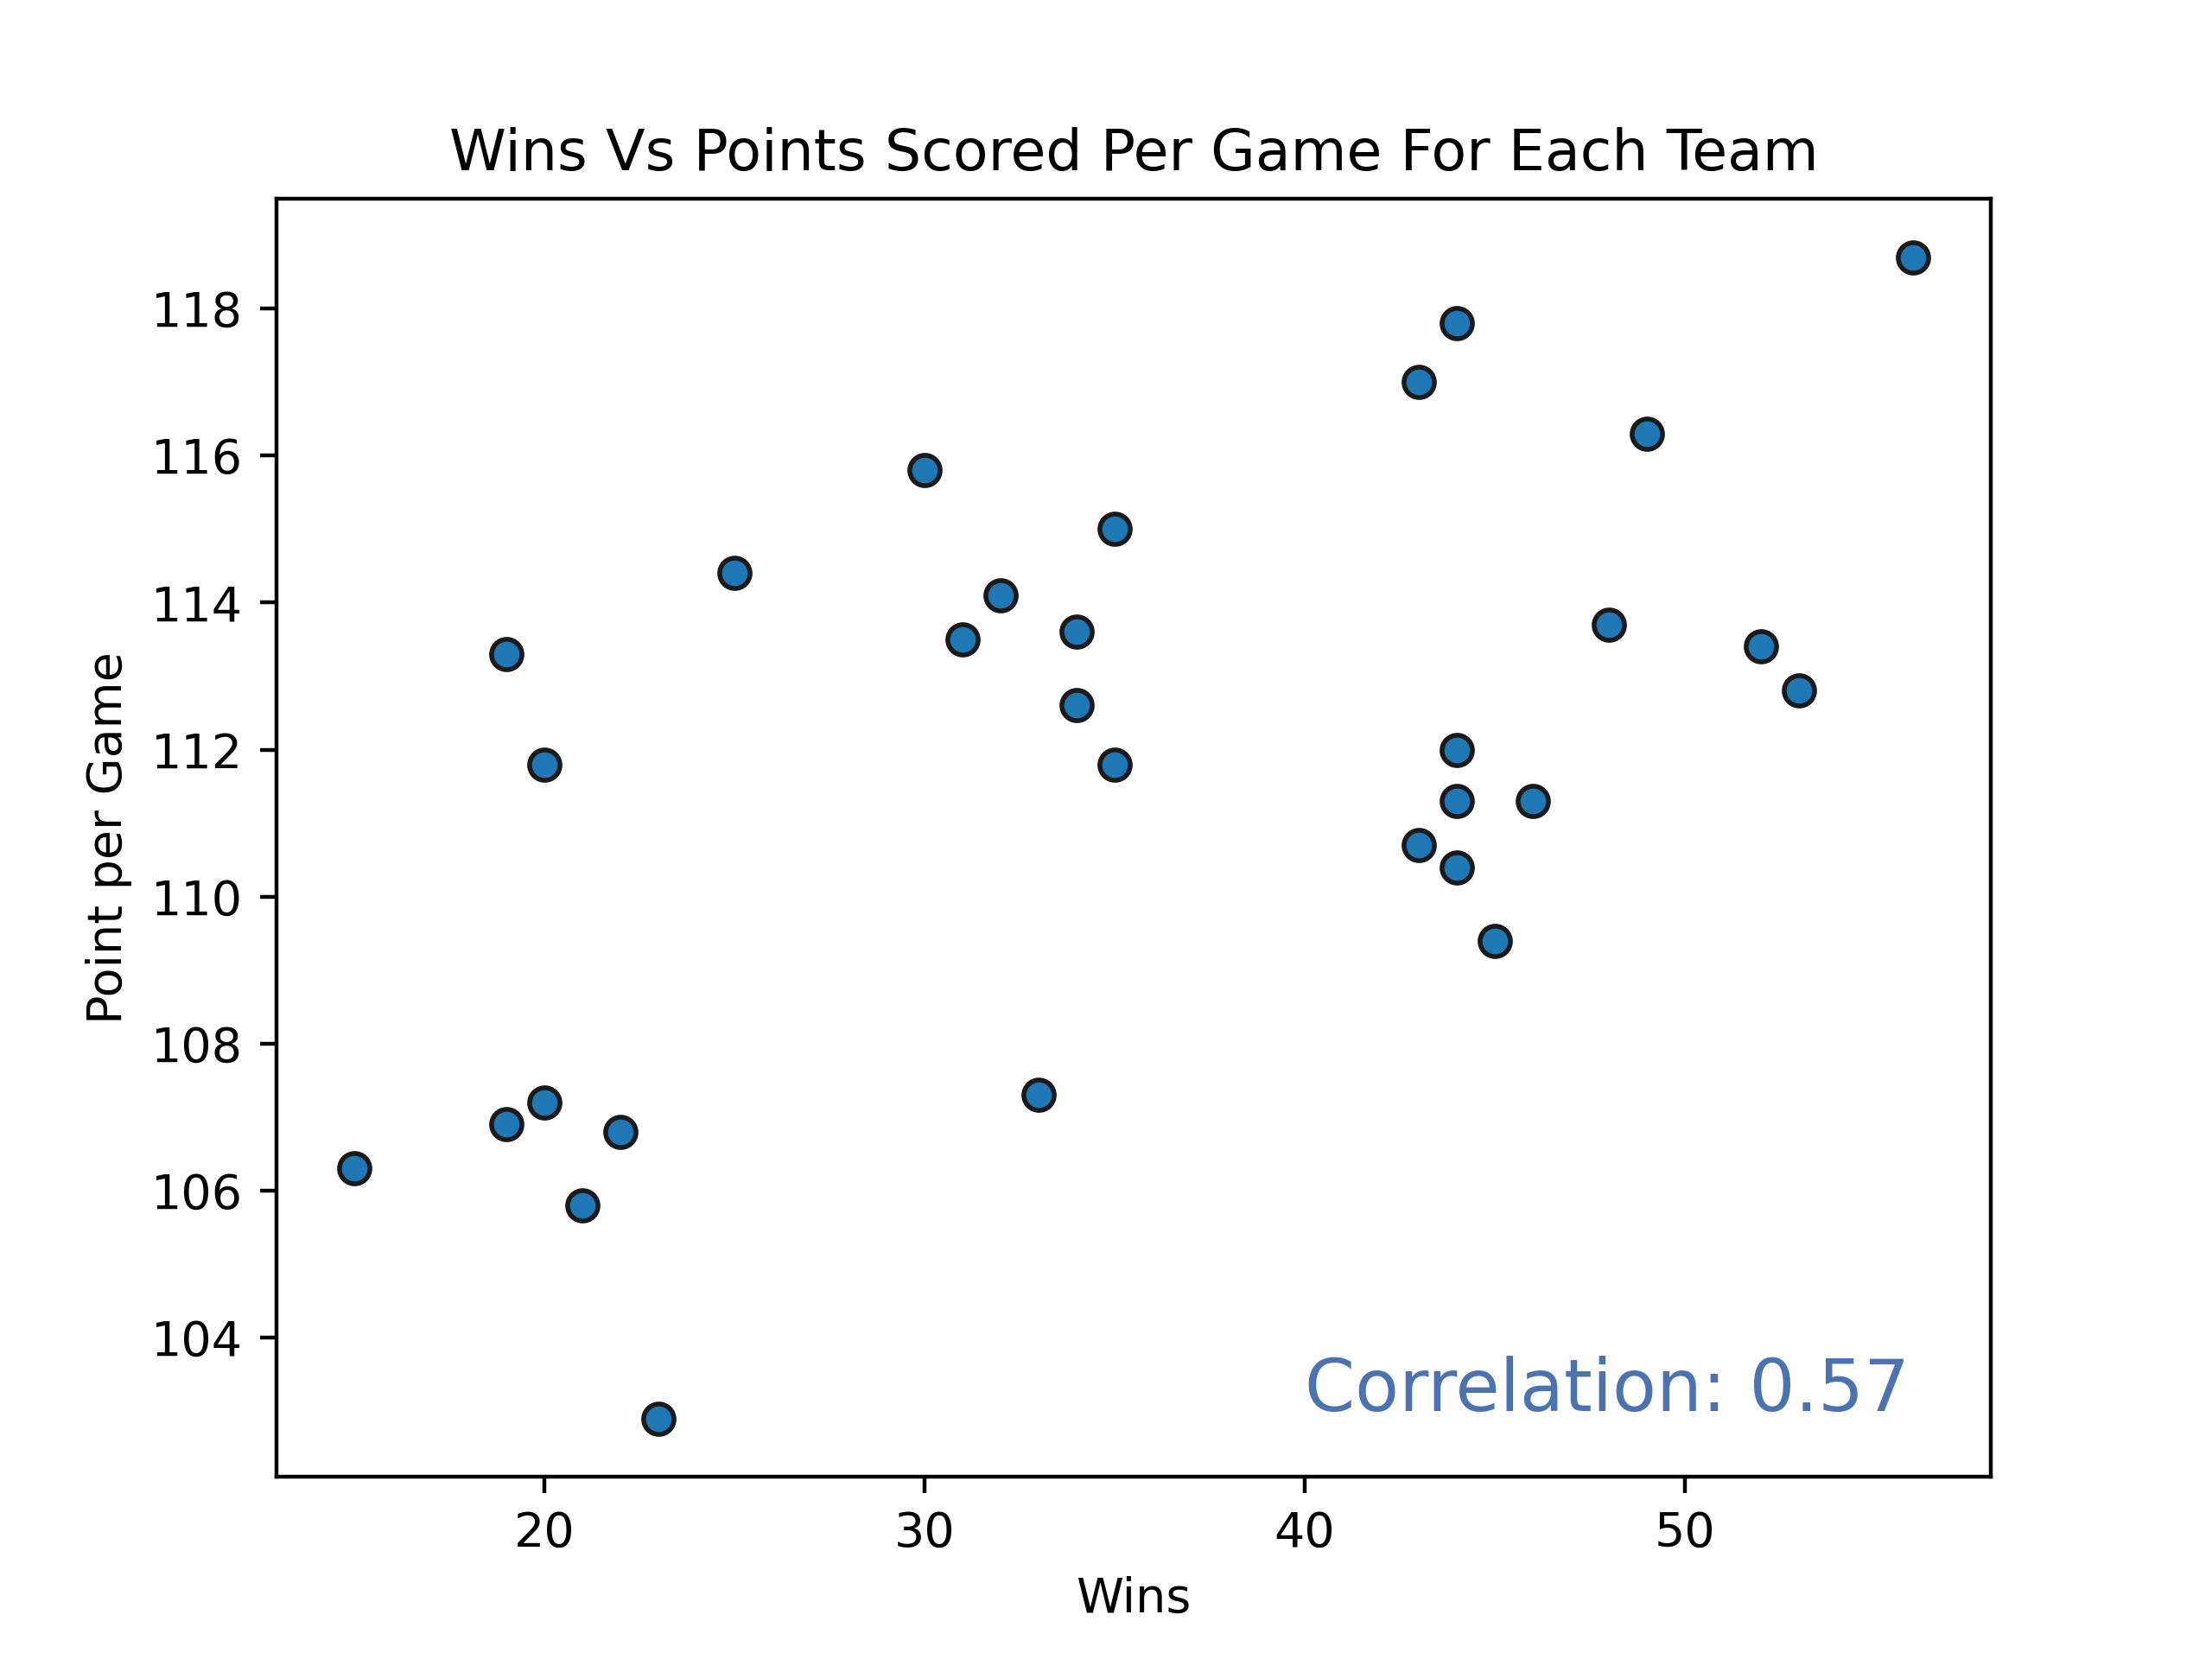 Wins Vs Points Scored Per Game For Each Team
118
116
114
112
110
108
106
104
Point per Game
Correlation: 0.57
20 30 40 50
Wins